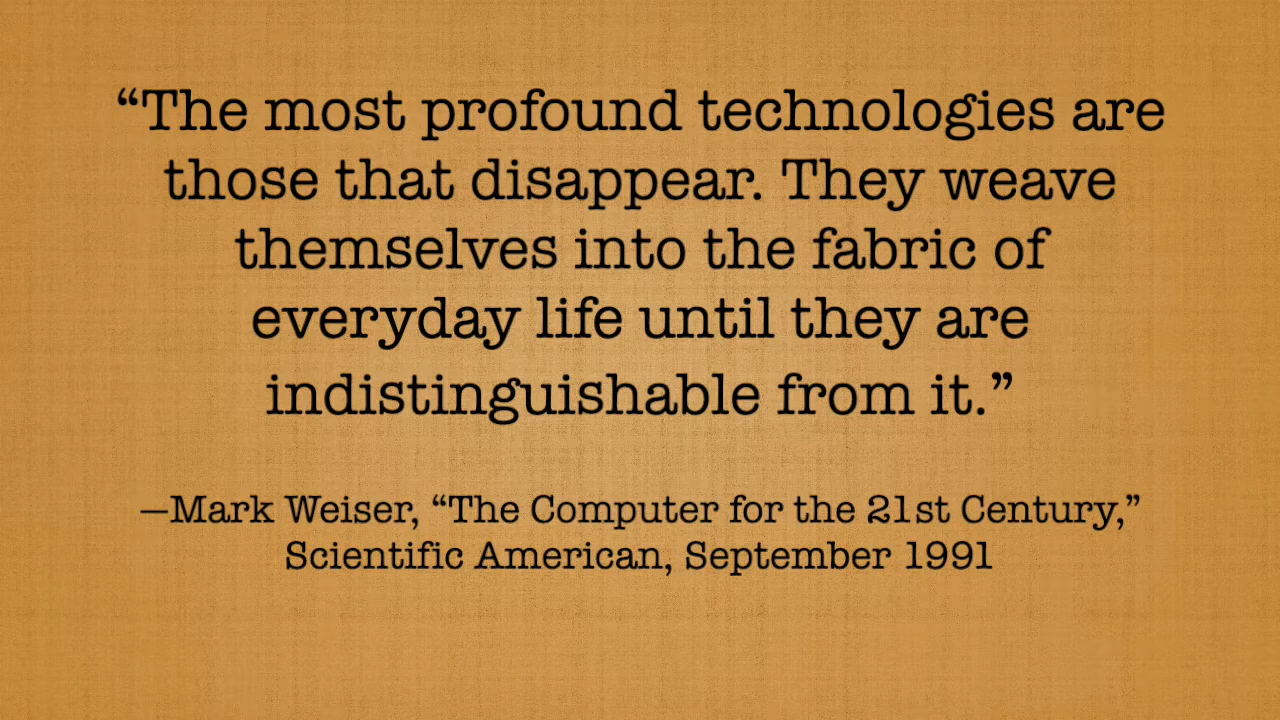 “The most profound technologies are
those that disappear. They weave
themselves into the fabric of
everyday life until they are
indistinguishable from it.”
—Mark Weiser, “The Computer for the 21st Century,”
Scientific American, September 1991